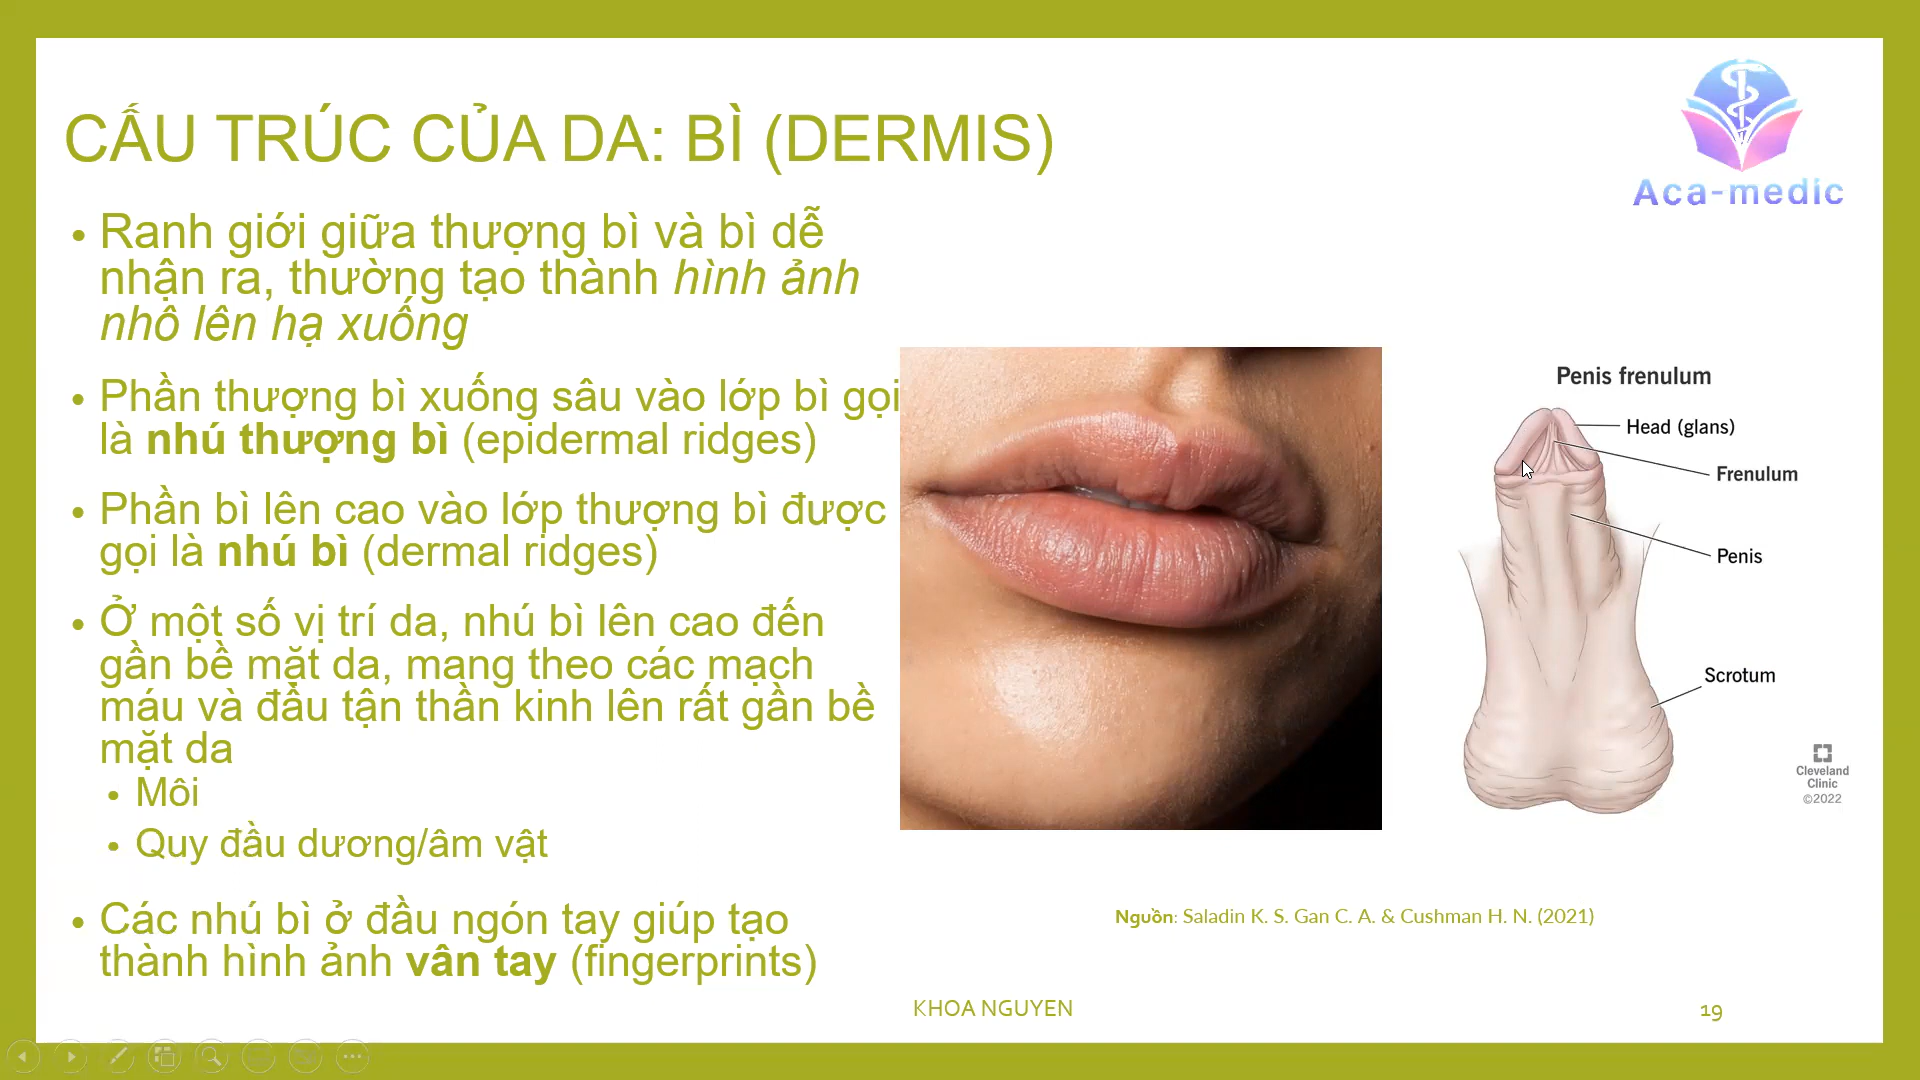 CẤU TRÚC CỦA DA: BÌ (DERMIS)
Aca-medic
• Ranh giới giữa thượng bì và bì dễ
nhận ra, thường tạo thành hình ảnh
nhô lên hạ xuống
• Phần thượng bì xuống sâu vào lớp bì gọi
là nhú thượng bì (epidermal ridges)
• Phần bì lên cao vào lớp thượng bì được
gọi là nhú bì (dermal ridges)
• Ở một số vị trí da, nhú bì lên cao đến
gần bề mặt da, mang theo các mạch
máu và đầu tận thần kinh lên rất gần bề
mặt da
• Môi
• Quy đầu dương/âm vật
• Các nhú bì ở đầu ngón tay giúp tạo
thành hình ảnh vân tay (fingerprints)
Penis frenulum
Head (glans)
Frenulum
Penis
Scrotum
Cleveland
Clinic
©2022
Nguồn: Saladin K. S. Gan C. A. & Cushman H. N. (2021)
KHOA NGUYEN
19